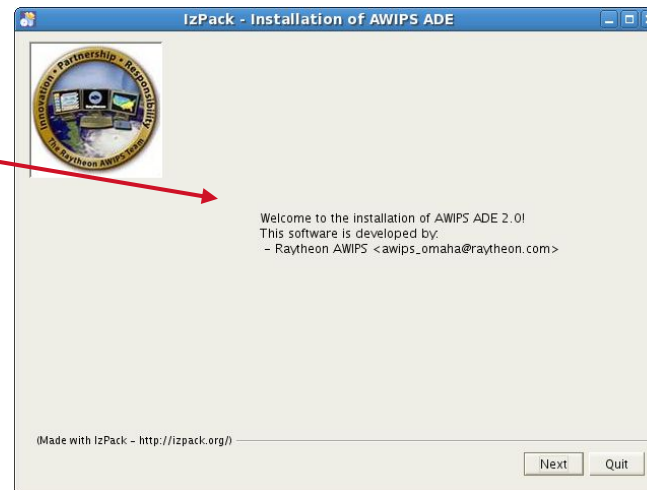 IzPack - Installation of AWIPS ADE
Innovation • Partnership • Responsibility
The Raytheon AWIPS Team
Welcome to the installation of AWIPS ADE 2.0!
This software is developed by:
- Raytheon AWIPS <awips_omaha@raytheon.com>
(Made with IzPack - http://izpack.org/)
Next
Quit